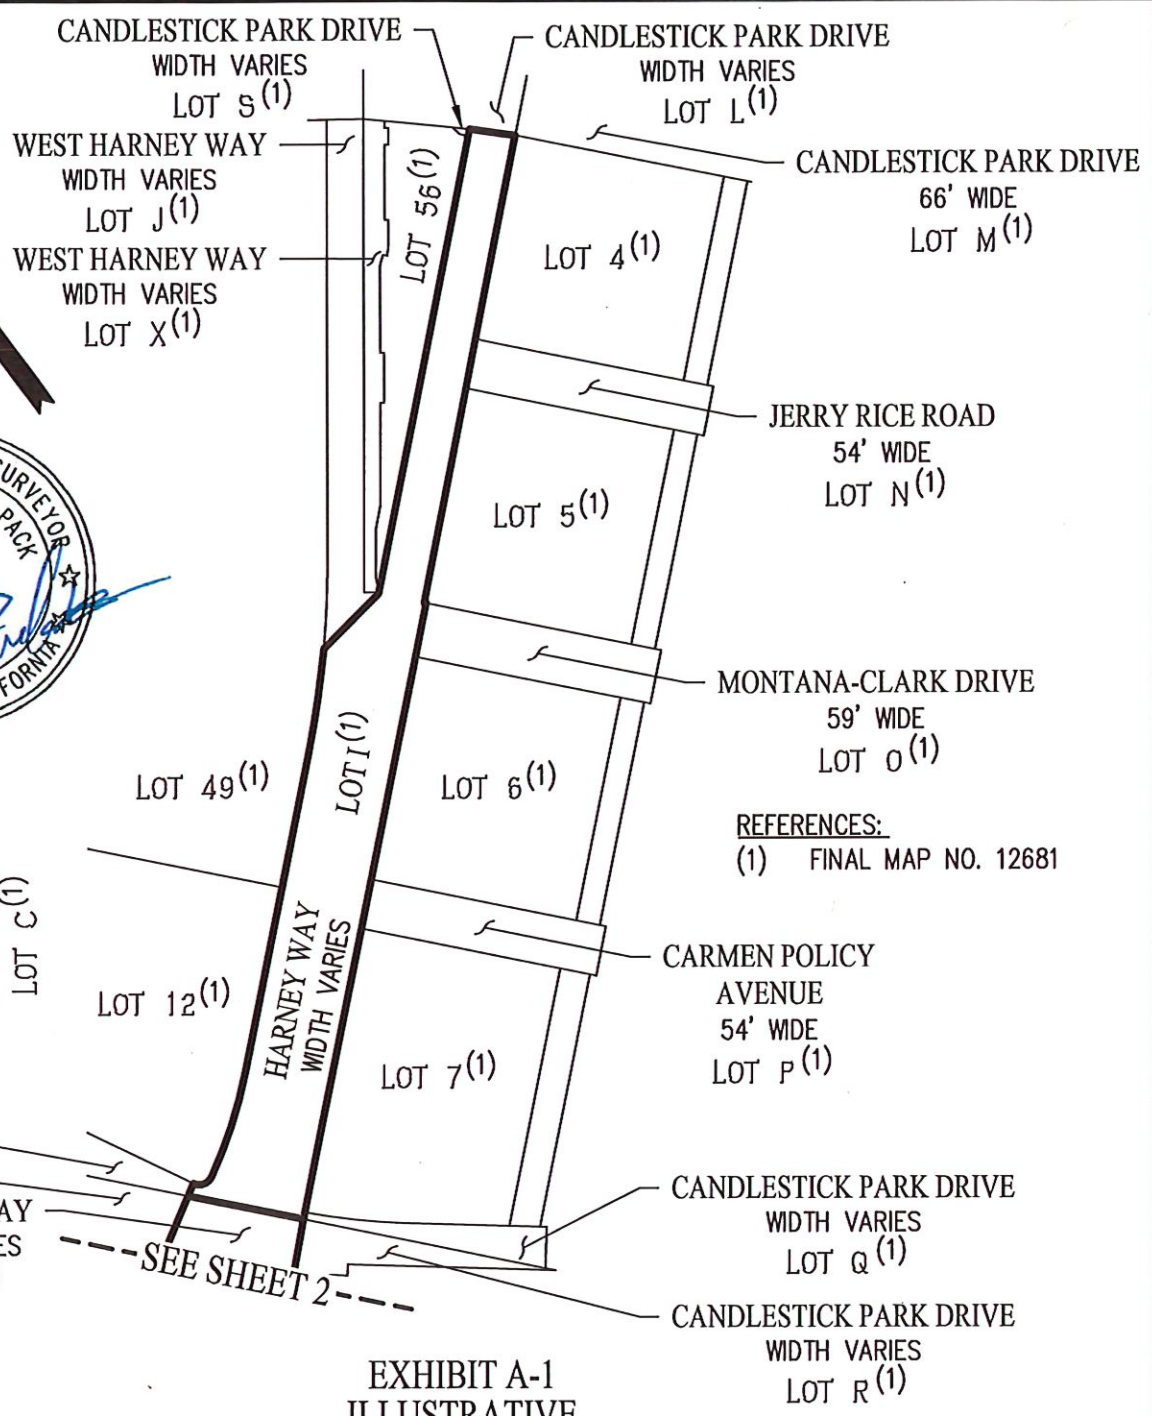 CANDLESTICK PARK DRIVE
WIDTH VARIES
LOT S(1)
CANDLESTICK PARK DRIVE
WIDTH VARIES
LOT L(1)
WEST HARNEY WAY
WIDTH VARIES
LOT J(1)
CANDLESTICK PARK DRIVE
66' WIDE
LOT M(1)
WEST HARNEY WAY
WIDTH VARIES
LOT X(1)
LOT 56(1)
LOT 4(1)
JERRY RICE ROAD
54' WIDE
LOT N(1)
LOT 5(1)
SURVEYOR
PACK
MONTANA-CLARK DRIVE
59' WIDE
LOT O(1)
LOT 49(1)
LOT I(1)
LOT 6(1)
REFERENCES:
(1) FINAL MAP NO. 12681
LOT C(1)
LOT 12(1)
HARNEY WAY
WIDTH VARIES
CARMEN POLICY
AVENUE
54' WIDE
LOT P(1)
LOT 7(1)
CANDLESTICK PARK DRIVE
WIDTH VARIES
LOT Q(1)
SEE SHEET 2
CANDLESTICK PARK DRIVE
WIDTH VARIES
LOT R(1)
EXHIBIT A-1
ILLUSTRATIVE